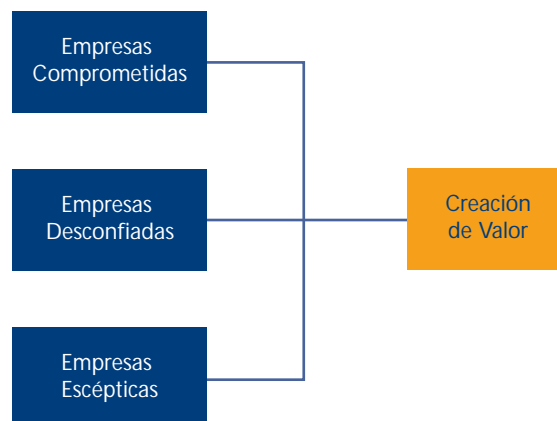 Empresas
Comprometidas
Empresas
Desconfiadas
Creación
de Valor
Empresas
Escépticas